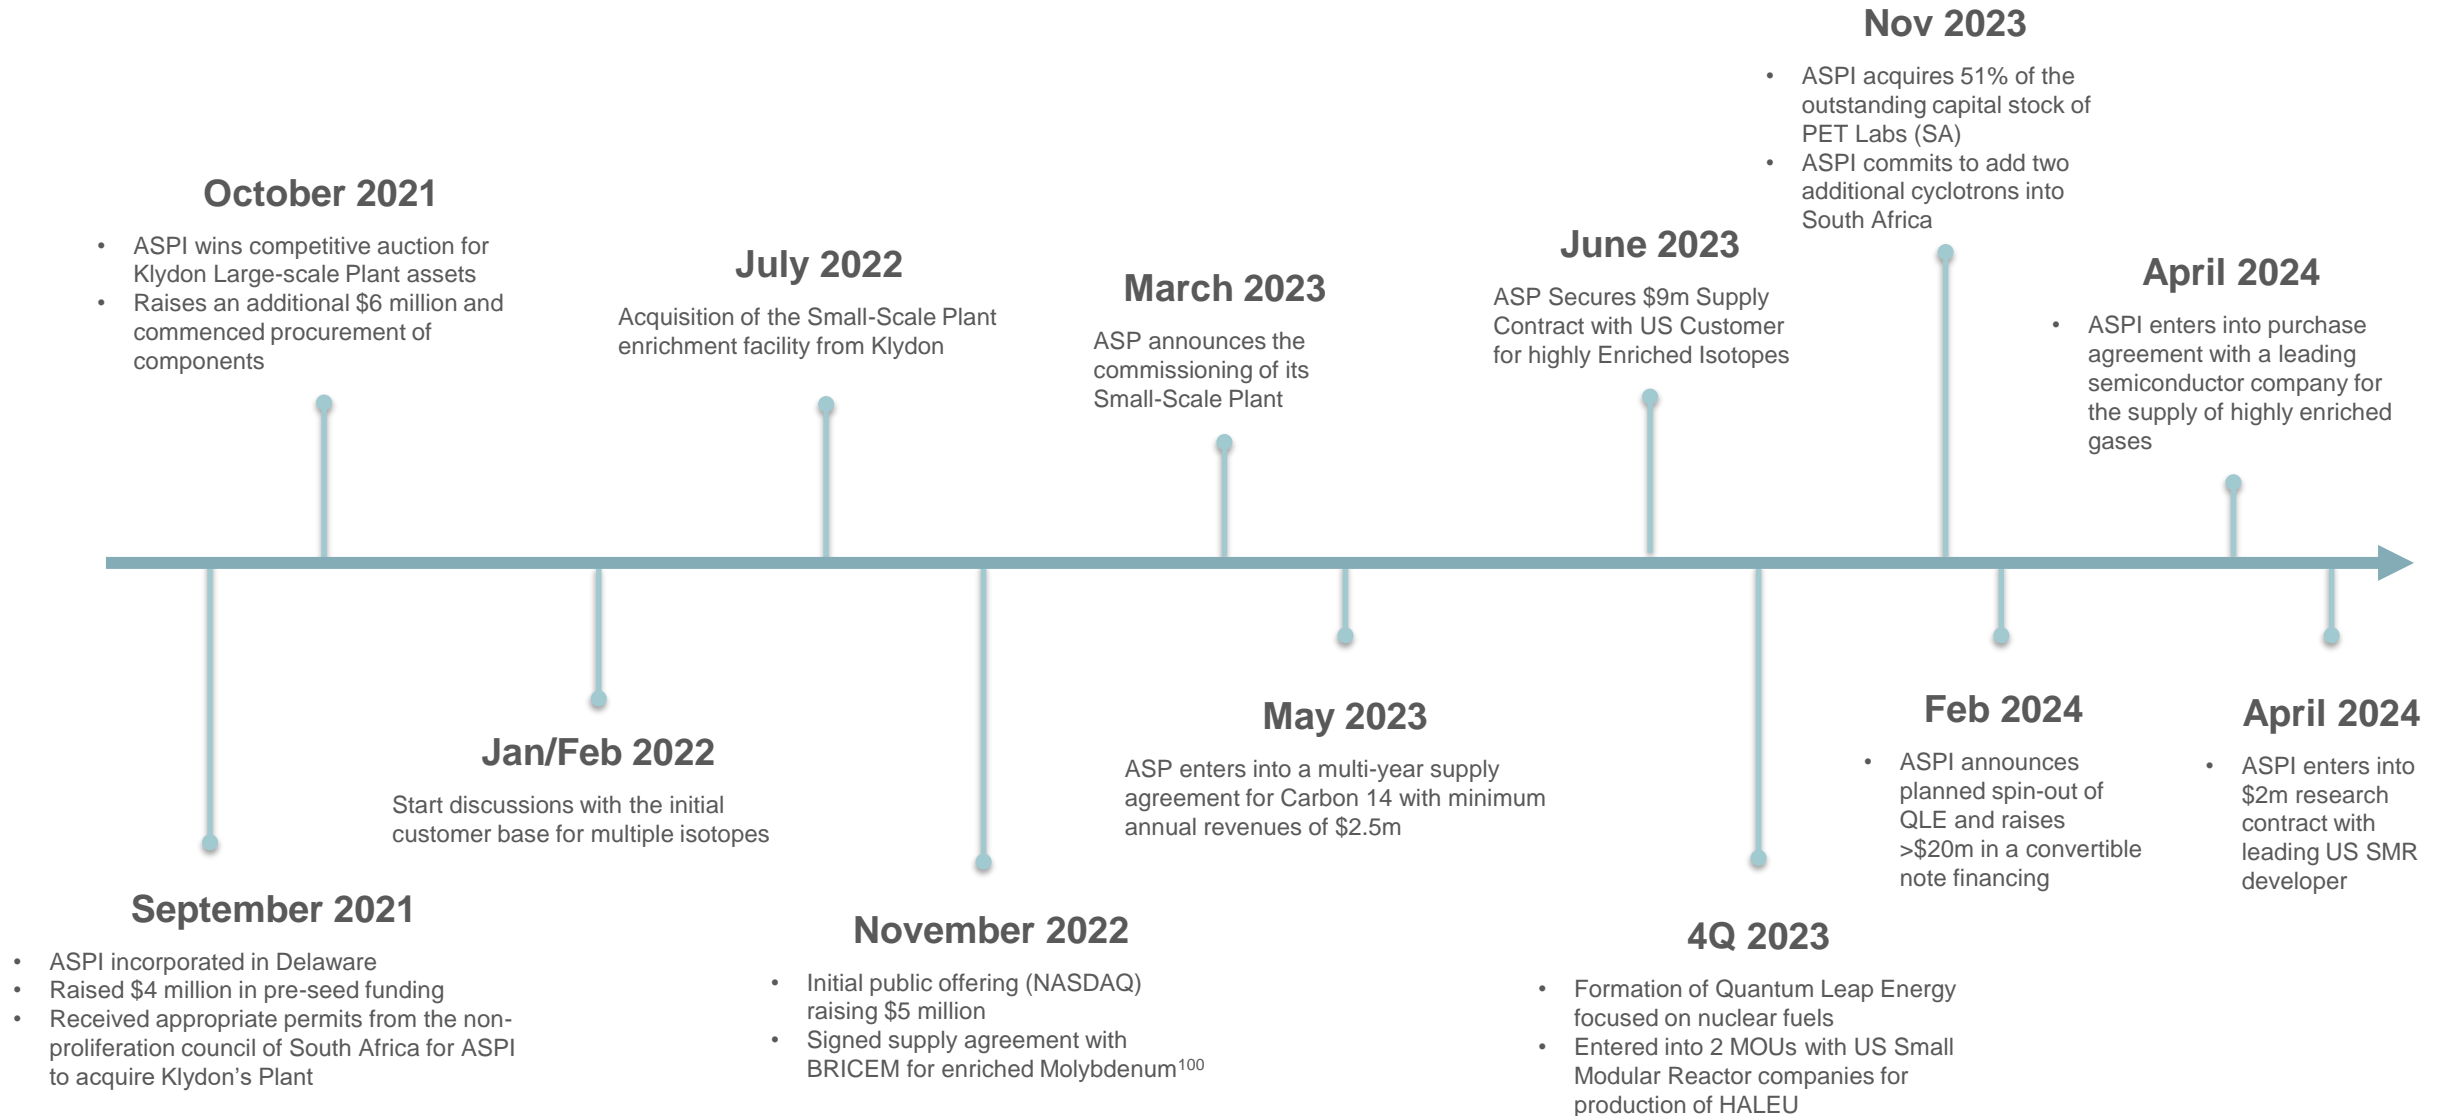 September 2021
• ASPI incorporated in Delaware
• Raised $4 million in pre-seed funding
• Received appropriate permits from the non-
proliferation council of South Africa for ASPI
to acquire Klydon’s Plant
October 2021
• ASPI wins competitive auction for
Klydon Large-scale Plant assets
• Raises an additional $6 million and
commenced procurement of
components
Jan/Feb 2022
Start discussions with the initial
customer base for multiple isotopes
July 2022
Acquisition of the Small-Scale Plant
enrichment facility from Klydon
November 2022
• Initial public offering (NASDAQ)
raising $5 million
• Signed supply agreement with
BRICEM for enriched Molybdenum¹⁰⁰
March 2023
ASP announces the
commissioning of its
Small-Scale Plant
May 2023
ASP enters into a multi-year supply
agreement for Carbon 14 with minimum
annual revenues of $2.5m
June 2023
ASP Secures $9m Supply
Contract with US Customer
for highly Enriched Isotopes
4Q 2023
• Formation of Quantum Leap Energy
focused on nuclear fuels
• Entered into 2 MOUs with US Small
Modular Reactor companies for
production of HALEU
Nov 2023
• ASPI acquires 51% of the
outstanding capital stock of
PET Labs (SA)
• ASPI commits to add two
additional cyclotrons into
South Africa
Feb 2024
• ASPI announces
planned spin-out of
QLE and raises
>$20m in a convertible
note financing
April 2024
• ASPI enters into purchase
agreement with a leading
semiconductor company for
the supply of highly enriched
gases
April 2024
• ASPI enters into
$2m research
contract with
leading US SMR
developer